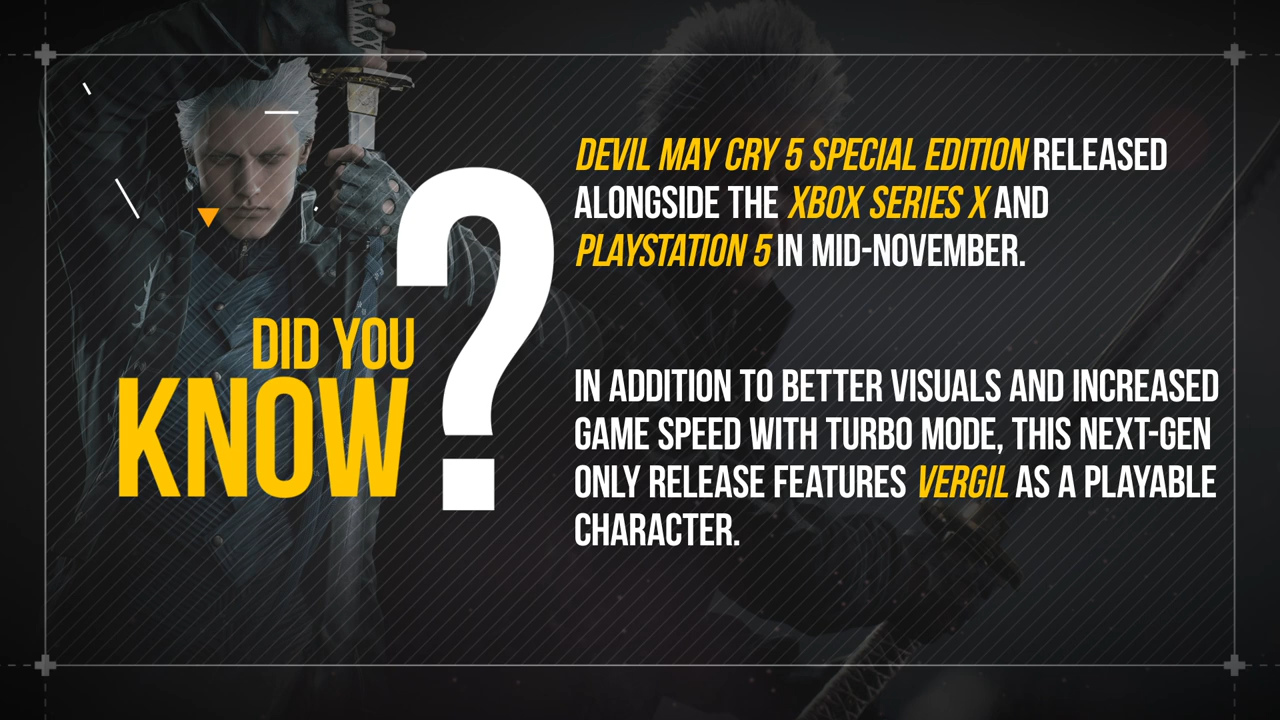 DID YOU
KNOW?
DEVIL MAY CRY 5 SPECIAL EDITION RELEASED
ALONGSIDE THE XBOX SERIES X AND
PLAYSTATION 5 IN MID-NOVEMBER.
IN ADDITION TO BETTER VISUALS AND INCREASED
GAME SPEED WITH TURBO MODE, THIS NEXT-GEN
ONLY RELEASE FEATURES VERGIL AS A PLAYABLE
CHARACTER.